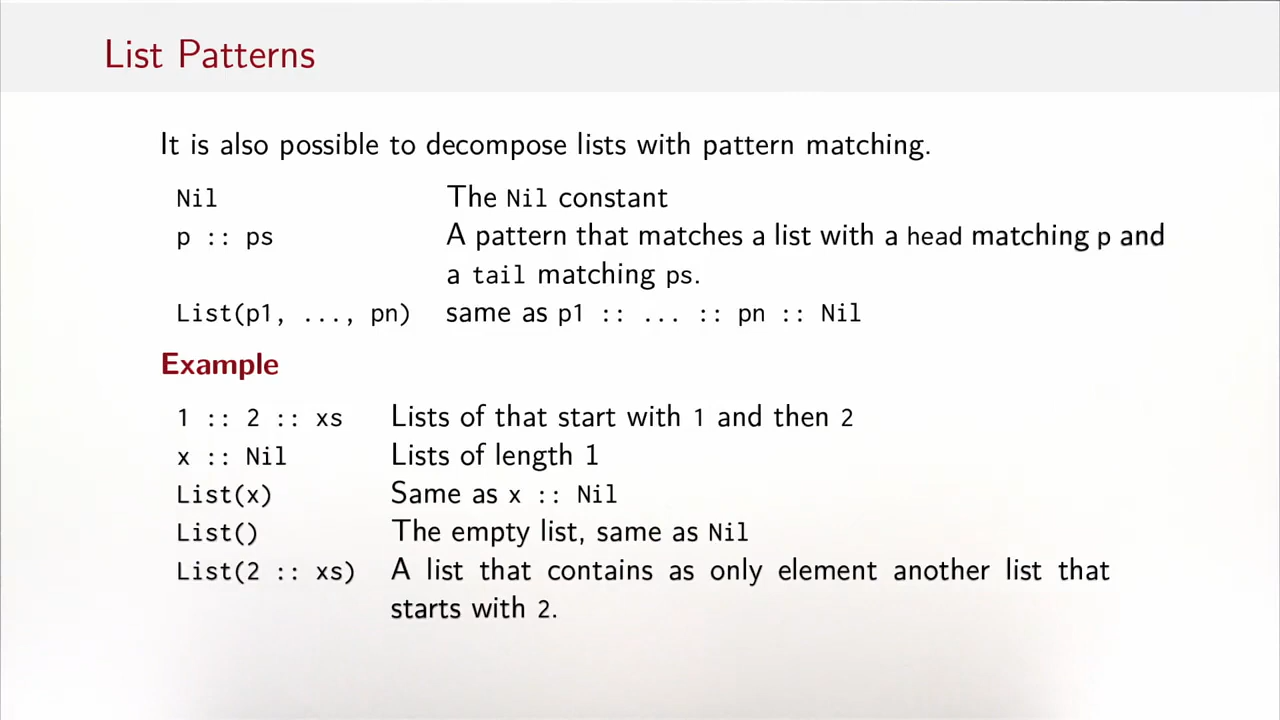 List Patterns
It is also possible to decompose lists with pattern matching.
Nil The Nil constant
p :: ps A pattern that matches a list with a head matching p and
a tail matching ps.
List(p1, ..., pn) same as p1 :: ... :: pn :: Nil
Example
1 :: 2 :: xs Lists of that start with 1 and then 2
x :: Nil Lists of length 1
List(x) Same as x :: Nil
List() The empty list, same as Nil
List(2 :: xs) A list that contains as only element another list that
starts with 2.